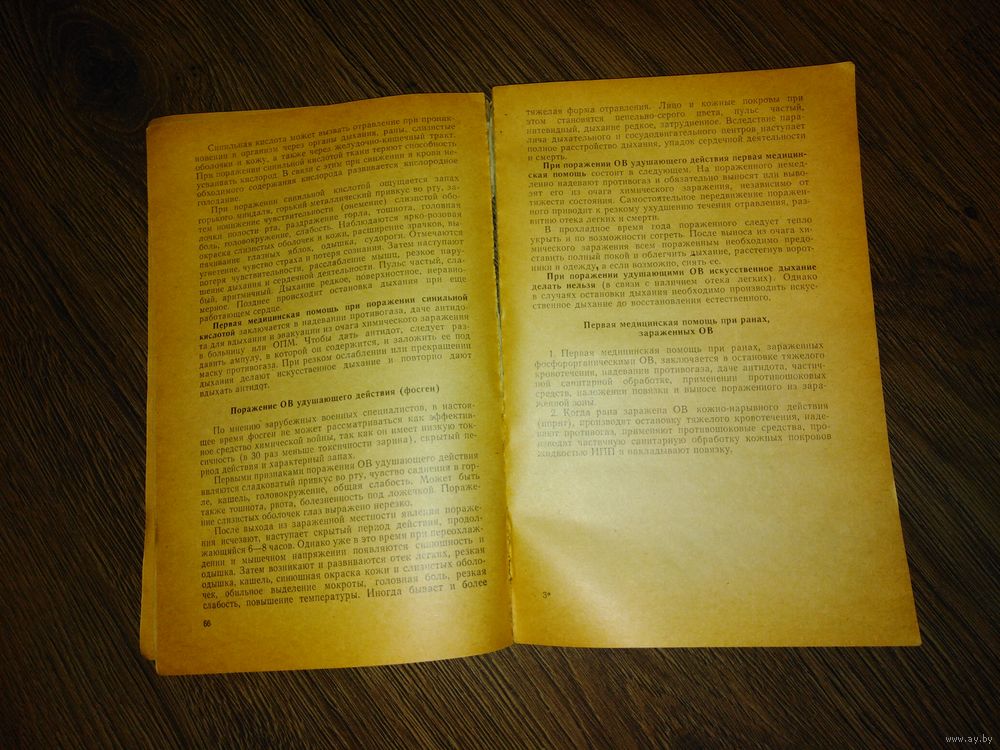 Синильная кислота может вызвать отравление при проник-
новении в организм через органы дыхания, раны, слизистые
оболочки и кожу, а также через желудочно-кишечный тракт.
При поражении синильной кислотой ткани теряют способность
усваивать кислород. В связи с этим при снижении в крови не-
обходимого содержания кислорода развивается кислородное
голодание.
При поражении синильной кислотой ощущается запах
горького миндаля, горький металлический привкус во рту, за-
тем понижение чувствительности (онемение) слизистой обо-
лочки полости рта, раздражение горла, тошнота, головная
боль, головокружение, слабость. Наблюдаются ярко-розовая
окраска слизистых оболочек и кожи, расширение зрачков, вы-
пячивание глазных яблок, одышка, судороги. Отмечаются
угнетение, чувство страха и потеря сознания. Затем наступают
потеря чувствительности, расслабление мышц, резкое нару-
шение дыхания и сердечной деятельности. Пульс частый, сла-
бый, аритмичный. Дыхание редкое, поверхностное, неравно-
мерное. Позднее происходит остановка дыхания при еще
работающем сердце.
Первая медицинская помощь при поражении синильной
кислотой заключается в надевании противогаза, даче антидо-
та для вдыхания и эвакуации из очага химического заражения
в больницу или ОПМ. Чтобы дать антидот, следует раз-
давить ампулу, в которой он содержится, и заложить ее под
маску противогаза. При резком ослаблении или прекращении
дыхания делают искусственное дыхание и повторно дают
вдыхать антидот.
Поражение ОВ удушающего действия (фосген)
По мнению зарубежных военных специалистов, в настоя-
щее время фосген не может рассматриваться как эффектив-
ное средство химической войны, так как он имеет низкую ток-
сичность (в 30 раз меньше токсичности зарина), скрытый пе-
риод действия и характерный запах.
Первыми признаками поражения ОВ удушающего действия
являются сладковатый привкус во рту, чувство саднения в гор-
ле, кашель, головокружение, общая слабость. Может быть
также тошнота, рвота, болезненность под ложечкой. Пораже-
ние слизистых оболочек глаз выражено нерезко.
После выхода из зараженной местности явления пораже-
ния исчезают, наступает скрытый период действия, продол-
жающийся 6—8 часов. Однако уже в это время при переохлаж-
дении и мышечном напряжении появляются синюшность и
одышка. Затем возникают и развиваются отек легких, резкая
одышка, кашель, синюшная окраска кожи и слизистых оболо-
чек, обильное выделение мокроты, головная боль, резкая
слабость, повышение температуры. Иногда бывает и более
66
тяжелая форма отравления. Лицо и кожные покровы при
этом становятся пепельно-серого цвета, пульс частый,
нитевидный, дыхание редкое, затрудненное. Вследствие пара-
лича дыхательного и сосудодвигательного центров наступает
полное расстройство дыхания, упадок сердечной деятельности
и смерть.
При поражении ОВ удушающего действия первая медицин-
ская помощь состоит в следующем. На пораженного немед-
ленно надевают противогаз и обязательно выносят или выво-
зят его из очага химического заражения, независимо от
тяжести состояния. Самостоятельное передвижение поражен-
ного приводит к резкому ухудшению течения отравления, раз-
витию отека легких и смерти.
В прохладное время года пораженного следует тепло
укрыть и по возможности согреть. После выноса из очага хи-
мического заражения всем пораженным необходимо предо-
ставить полный покой и облегчить дыхание, расстегнув ворот-
ники и одежду, а если возможно, снять ее.
При поражении удушающими ОВ искусственное дыхание
делать нельзя (в связи с наличием отека легких). Однако
в случаях остановки дыхания необходимо производить искус-
ственное дыхание до восстановления естественного.
Первая медицинская помощь при ранах,
зараженных ОВ
1. Первая медицинская помощь при ранах, зараженных
фосфорорганическими ОВ, заключается в остановке тяжелого
кровотечения, надевании противогаза, даче антидота, частич-
ной санитарной обработке, применении противошоковых
средств, наложении повязки и выносе пораженного из зара-
женной зоны.
2. Когда рана заражена ОВ кожно-нарывного действия
(иприт), производят остановку тяжелого кровотечения, наде-
вают противогаз, применяют противошоковые средства, про-
изводят частичную санитарную обработку кожных покровов
жидкостью ИПП и накладывают повязку.
3*
www.ay.by